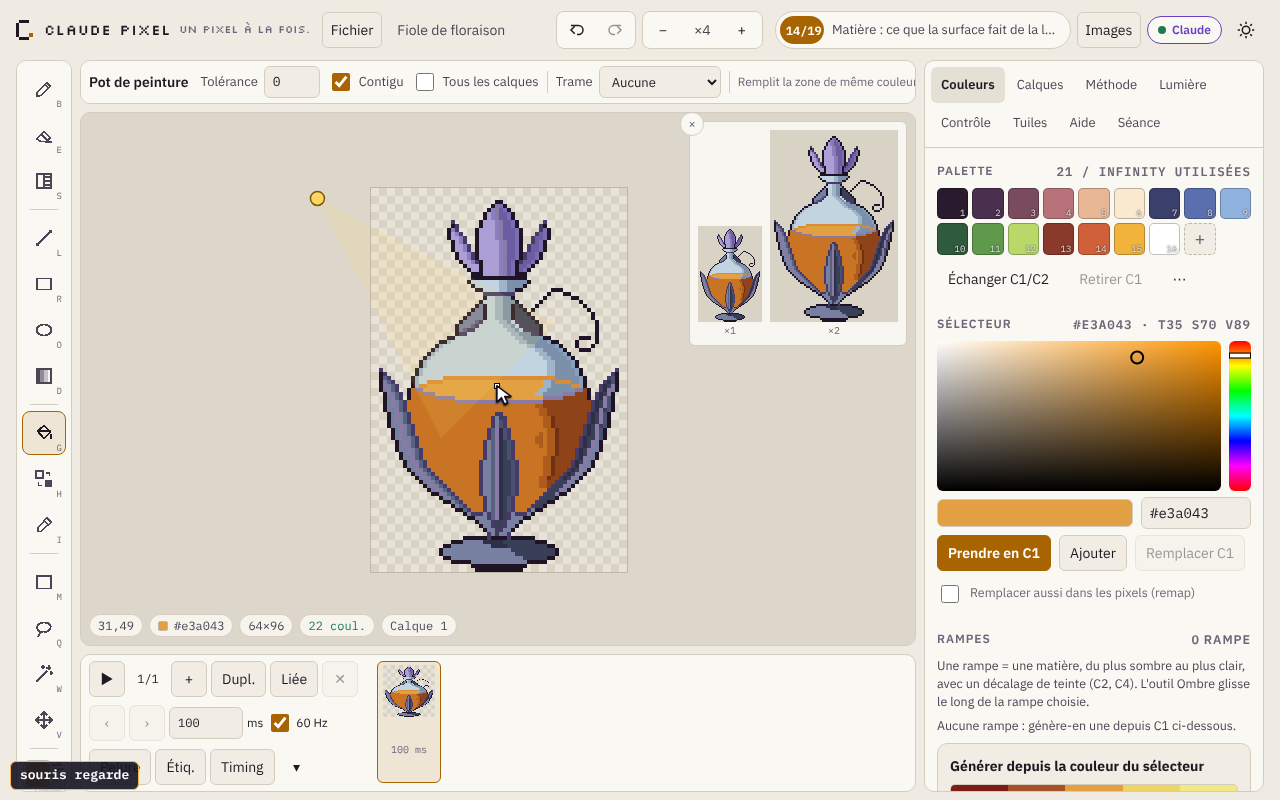 CLAUDE PIXEL UN PIXEL À LA FOIS. Fichier Fiole de floraison − ×4 + 14/19 Matière : ce que la surface fait de la l… Images Claude
Pot de peinture Tolérance 0 Contigu Tous les calques Trame Aucune Remplit la zone de même couleur
B
E
S
L
R
O
D
G
H
I
M
Q
W
V
×
×1 ×2
31,49 #e3a043 64×96 22 coul. Calque 1
1/1 + Dupl. Liée ×
‹ › 100 ms 60 Hz
Étiq. Timing ▼
100 ms
souris regarde
Couleurs Calques Méthode Lumière
Contrôle Tuiles Aide Séance
PALETTE 21 / INFINITY UTILISÉES
1 2 3 4 5 6 7 8 9
10 11 12 13 14 15 16 +
Échanger C1/C2 Retirer C1 ···
SÉLECTEUR #E3A043 · T35 S70 V89
#e3a043
Prendre en C1 Ajouter Remplacer C1
Remplacer aussi dans les pixels (remap)
RAMPES 0 RAMPE
Une rampe = une matière, du plus sombre au plus clair,
avec un décalage de teinte (C2, C4). L'outil Ombre glisse
le long de la rampe choisie.
Aucune rampe : génère-en une depuis C1 ci-dessous.
Générer depuis la couleur du sélecteur